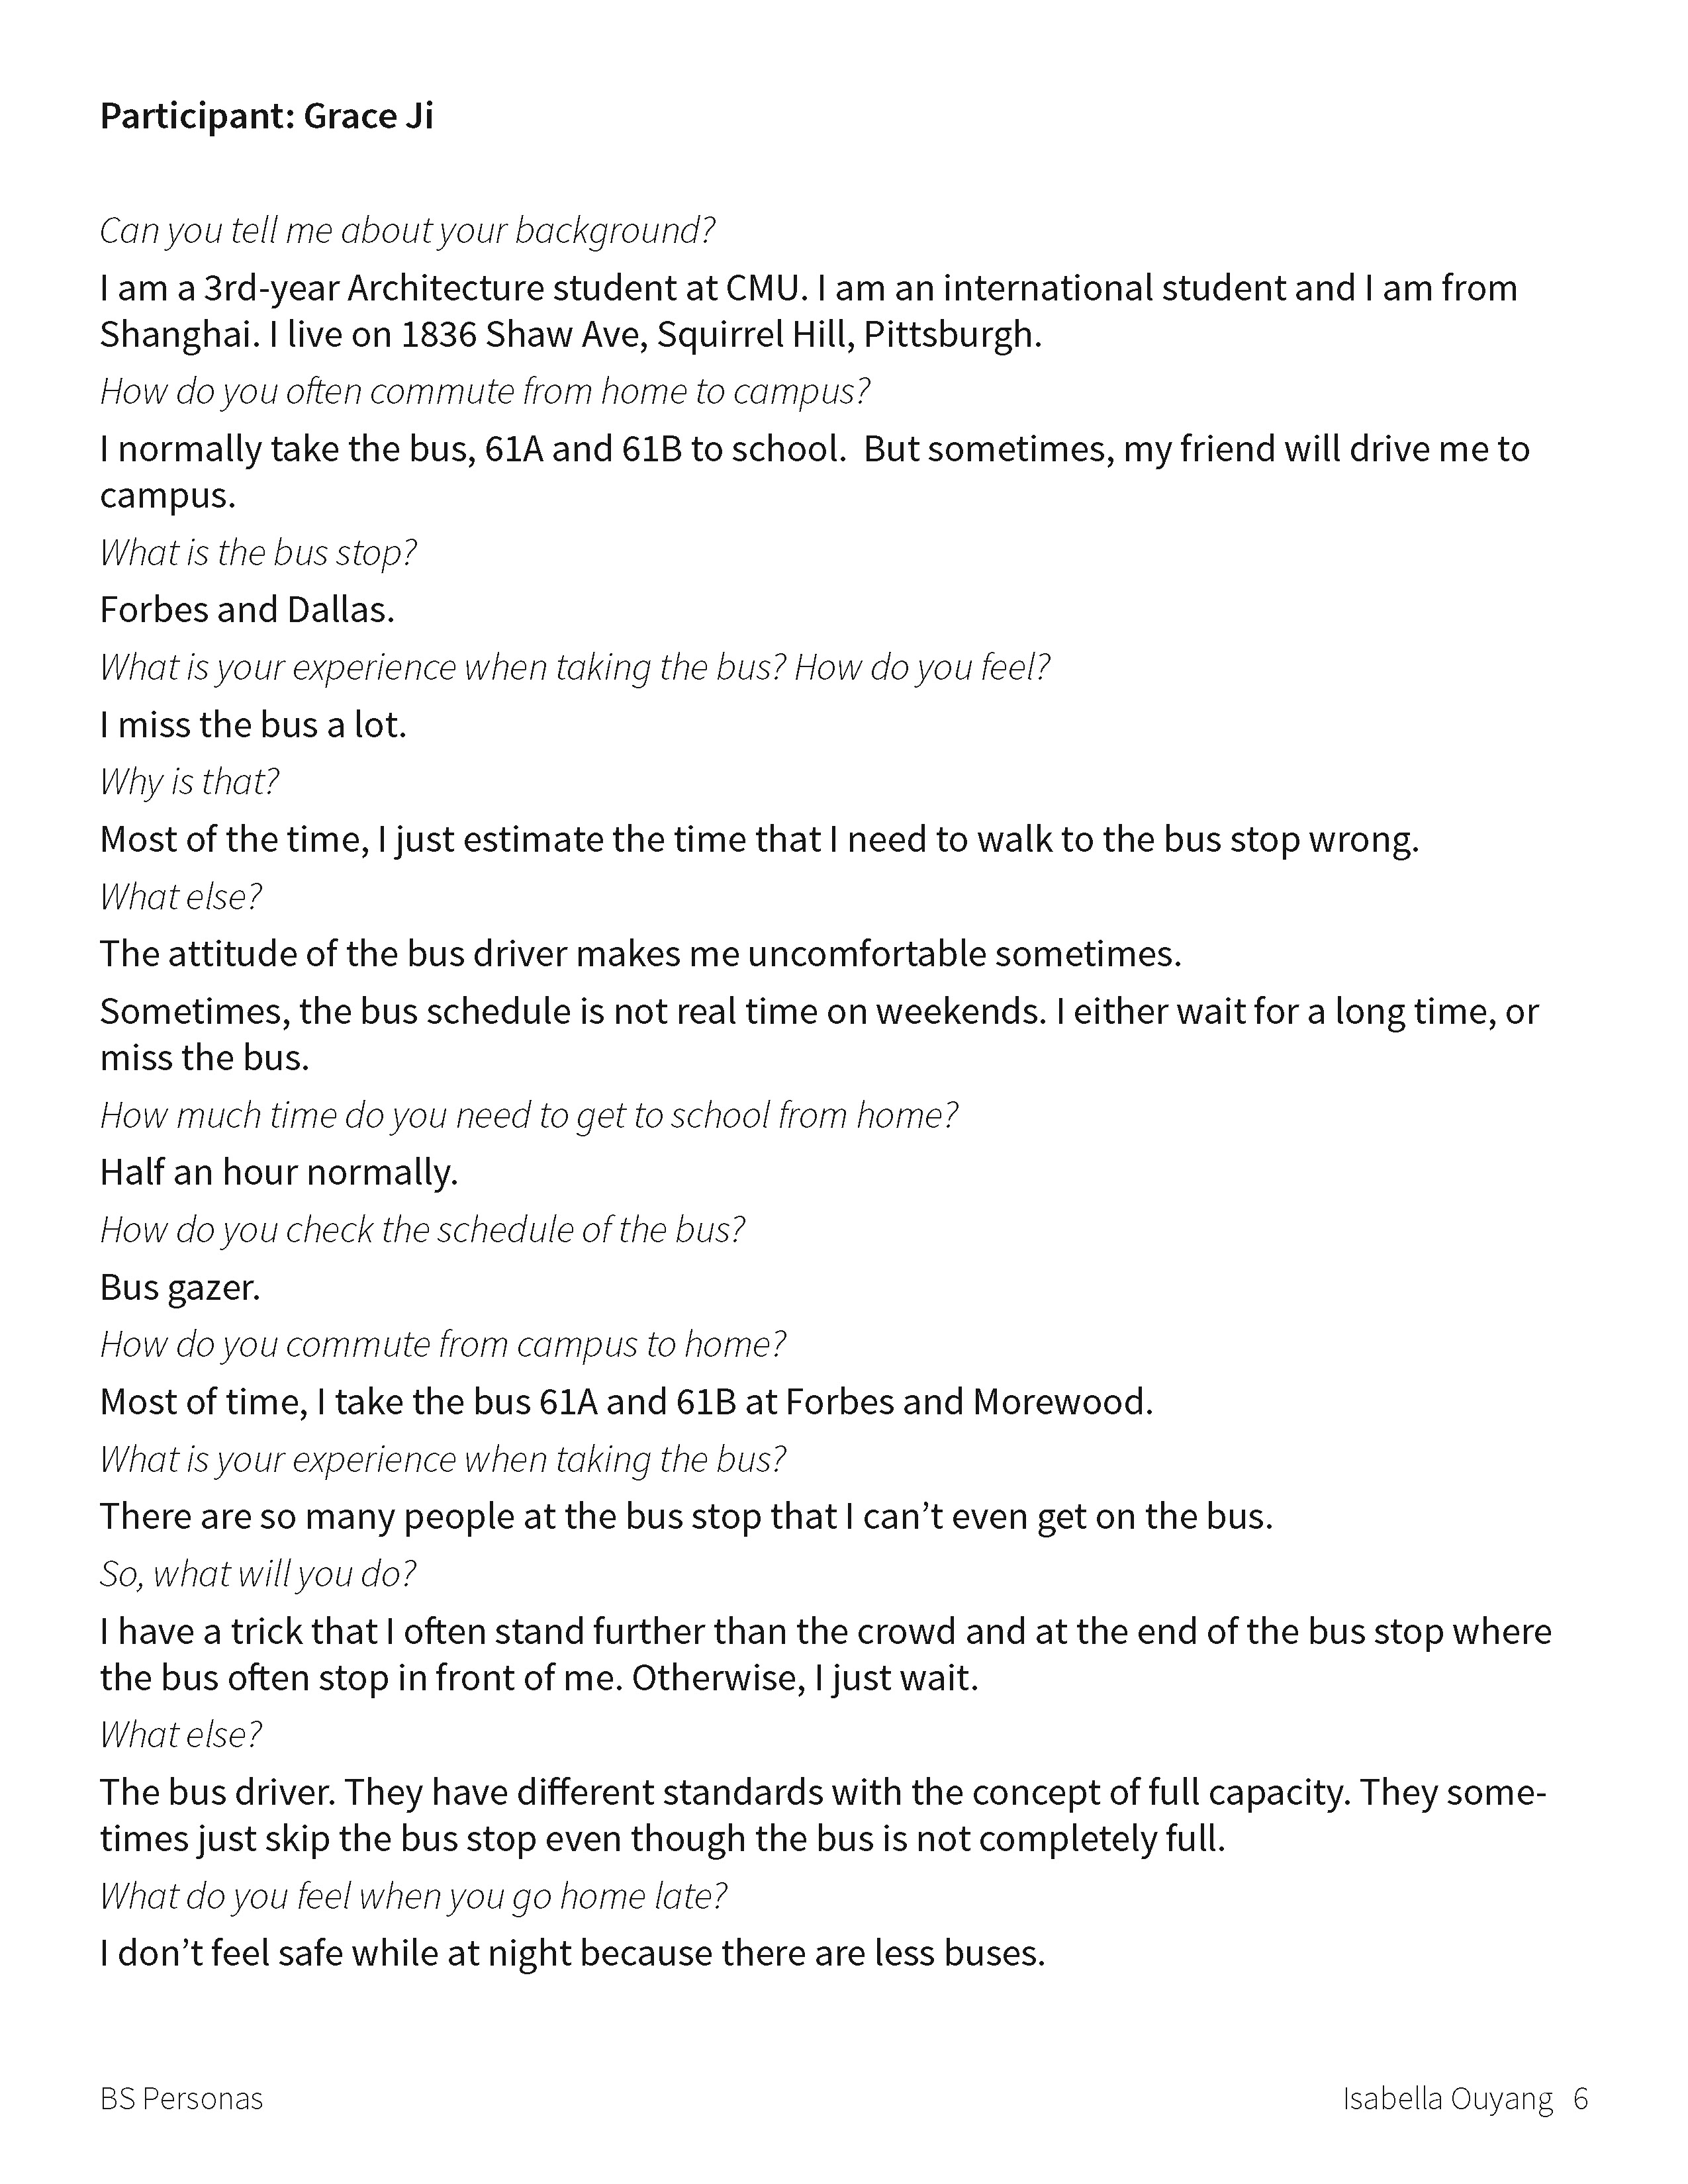 Participant: Grace Ji
Can you tell me about your background?
I am a 3rd-year Architecture student at CMU. I am an international student and I am from
Shanghai. I live on 1836 Shaw Ave, Squirrel Hill, Pittsburgh.
How do you often commute from home to campus?
I normally take the bus, 61A and 61B to school.  But sometimes, my friend will drive me to
campus.
What is the bus stop?
Forbes and Dallas.
What is your experience when taking the bus? How do you feel?
I miss the bus a lot.
Why is that?
Most of the time, I just estimate the time that I need to walk to the bus stop wrong.
What else?
The attitude of the bus driver makes me uncomfortable sometimes.
Sometimes, the bus schedule is not real time on weekends. I either wait for a long time, or
miss the bus.
How much time do you need to get to school from home?
Half an hour normally.
How do you check the schedule of the bus?
Bus gazer.
How do you commute from campus to home?
Most of time, I take the bus 61A and 61B at Forbes and Morewood.
What is your experience when taking the bus?
There are so many people at the bus stop that I can’t even get on the bus.
So, what will you do?
I have a trick that I often stand further than the crowd and at the end of the bus stop where
the bus often stop in front of me. Otherwise, I just wait.
What else?
The bus driver. They have different standards with the concept of full capacity. They some-
times just skip the bus stop even though the bus is not completely full.
What do you feel when you go home late?
I don’t feel safe while at night because there are less buses.
BS Personas
Isabella Ouyang 6